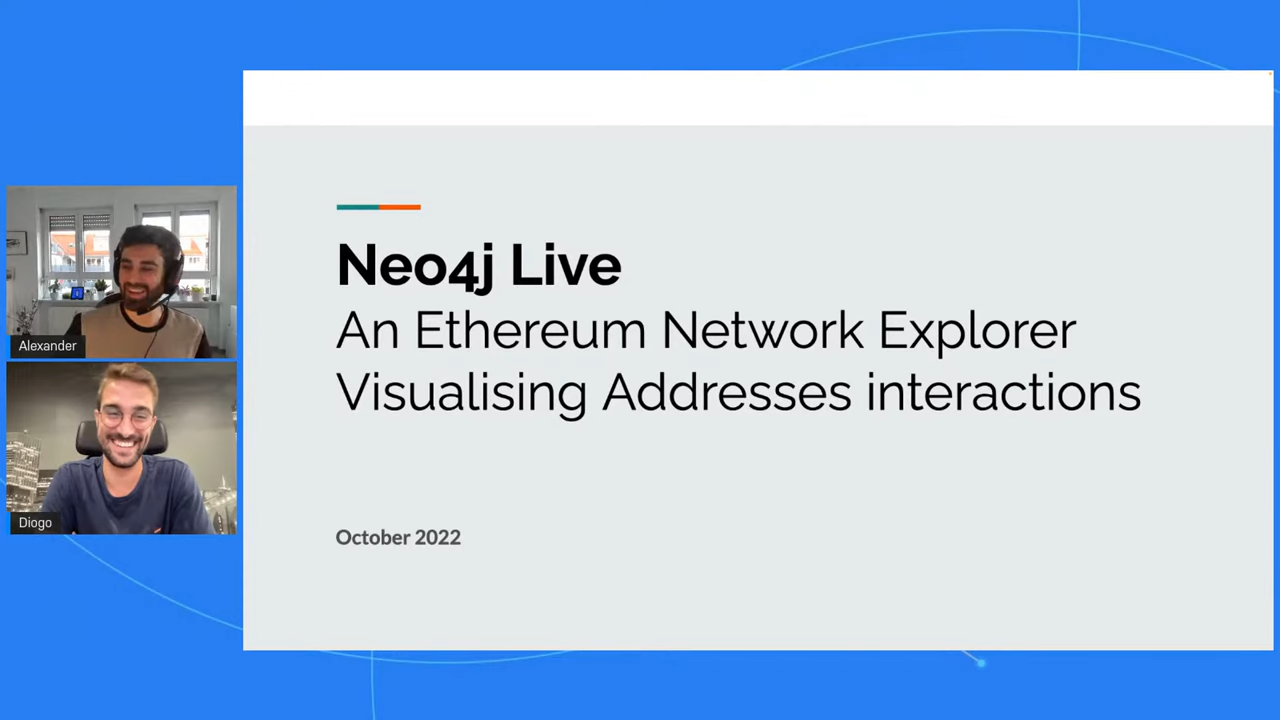 Neo4j Live
An Ethereum Network Explorer
Visualising Addresses interactions
October 2022
Alexander
Diogo